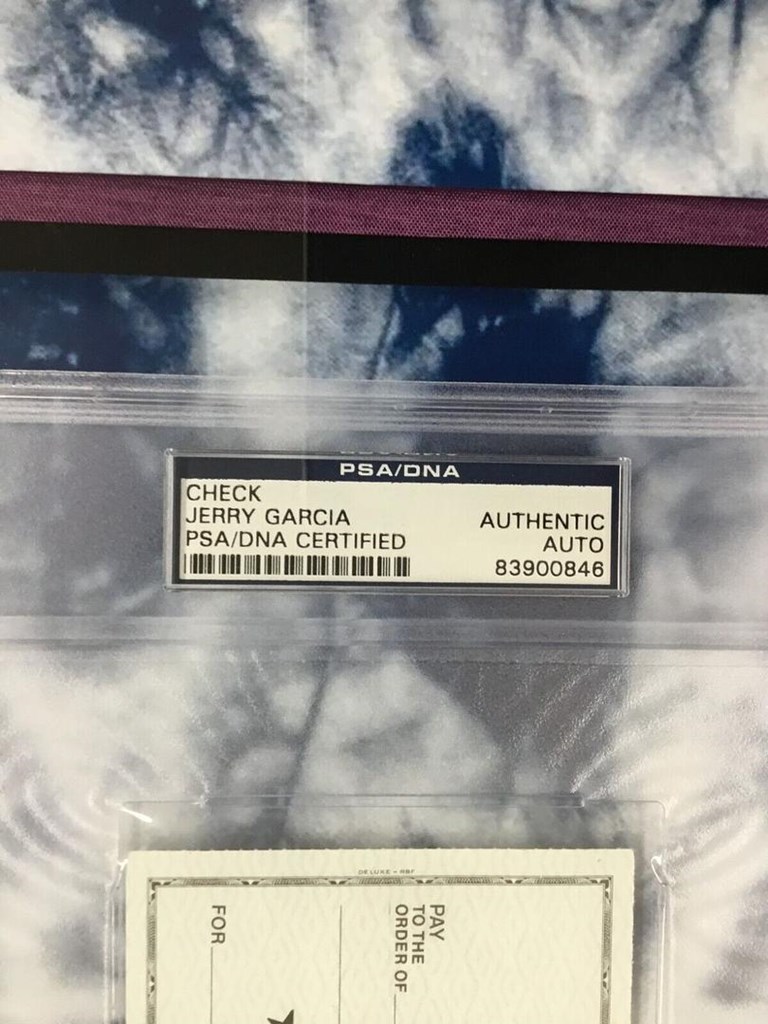 PSA/DNA
CHECK
JERRY GARCIA
PSA/DNA CERTIFIED
AUTHENTIC
AUTO
83900846
DELUXE - RBF
PAY
TO THE
ORDER OF
FOR